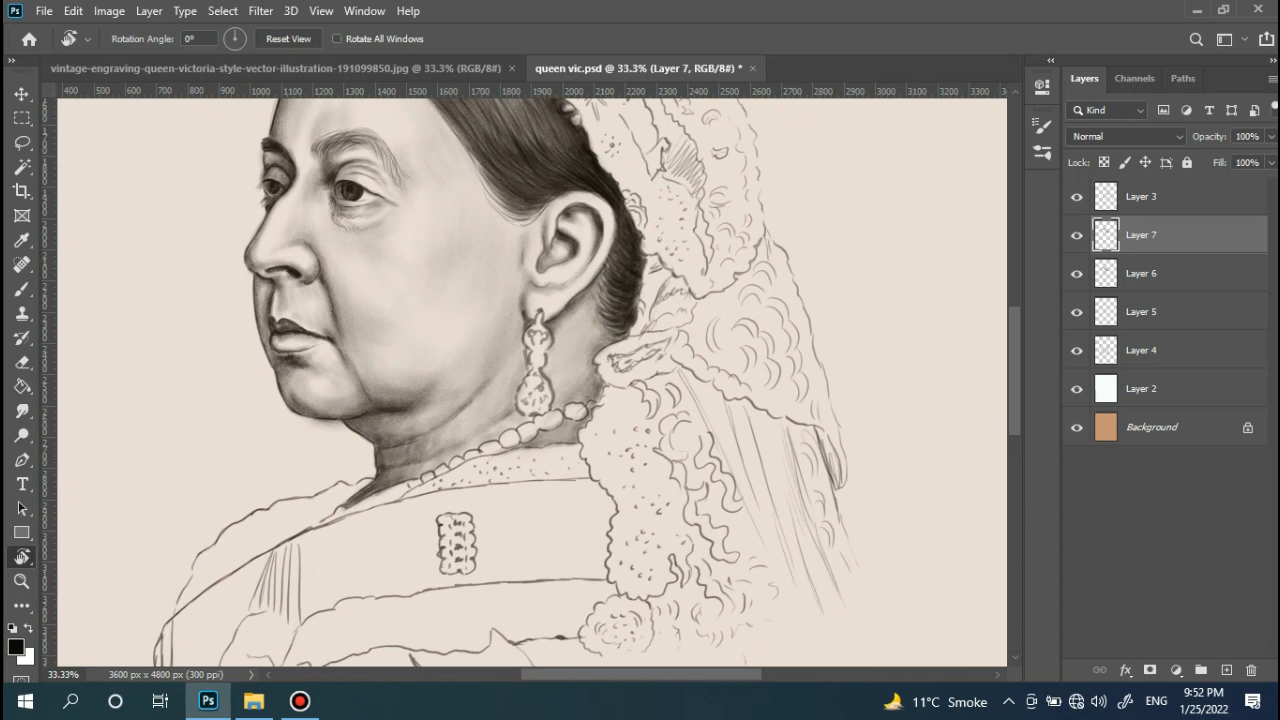 Ps File Edit Image Layer Type Select Filter 3D View Window Help
Rotation Angle: 0° Reset View Rotate All Windows
vintage-engraving-queen-victoria-style-vector-illustration-191099850.jpg @ 33.3% (RGB/8#) × queen vic.psd @ 33.3% (Layer 7, RGB/8#) * ×
400 500 600 700 800 900 1000 1100 1200 1300 1400 1500 1600 1700 1800 1900 2000 2100 2200 2300 2400 2500 2600 2700 2800 2900 3000 3100 3200 3300
Layers Channels Paths
Kind
Normal Opacity: 100%
Lock: Fill: 100%
Layer 3
Layer 7
Layer 6
Layer 5
Layer 4
Layer 2
Background
33.33% 3600 px x 4800 px (300 ppi)
Ps 11°C Smoke ENG 9:52 PM
1/25/2022